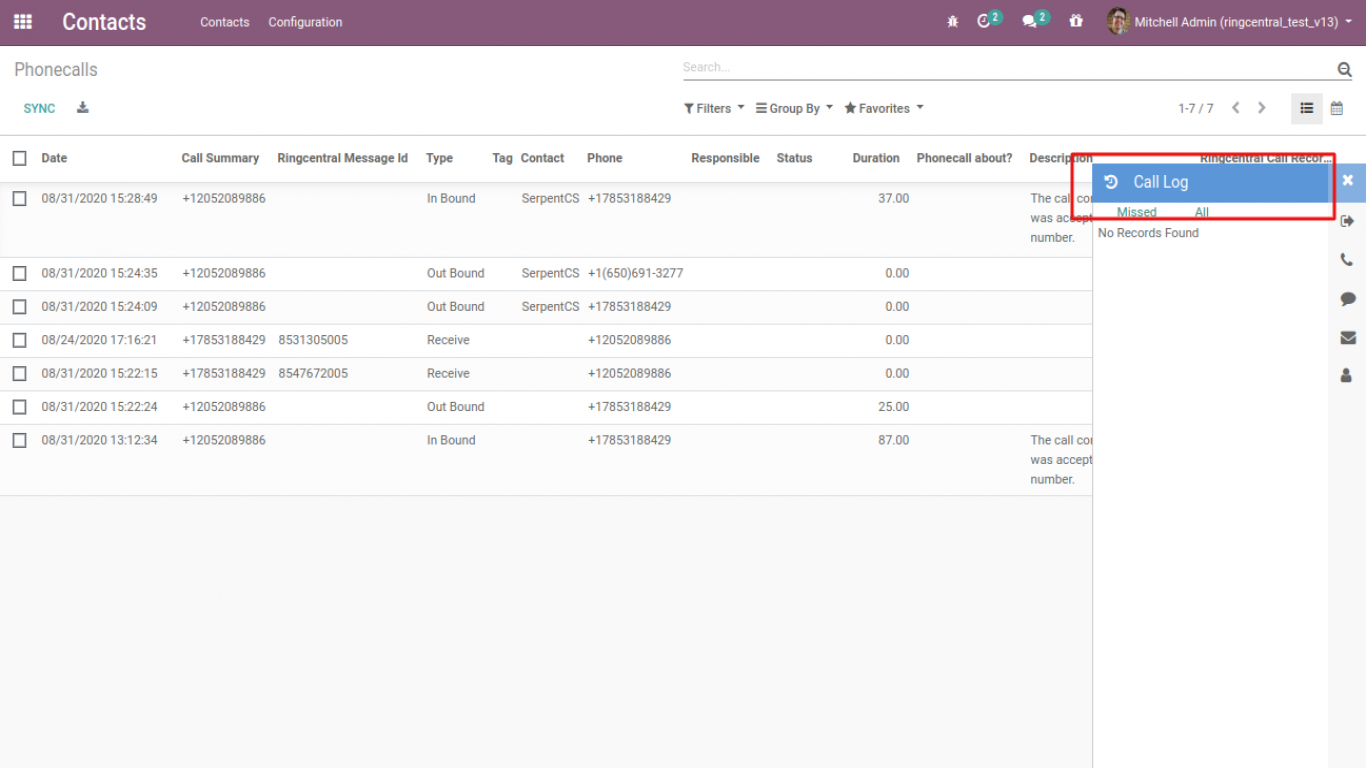 Contacts Contacts Configuration 2 2 Mitchell Admin (ringcentral_test_v13)
Phonecalls Search...
SYNC Filters Group By Favorites 1-7 / 7
Date Call Summary Ringcentral Message Id Type Tag Contact Phone Responsible Status Duration Phonecall about? Description Ringcentral Call Recor...
Call Log
Missed All
No Records Found
08/31/2020 15:28:49 +12052089886 In Bound SerpentCS +17853188429 37.00 The call con
was accept
number.
08/31/2020 15:24:35 +12052089886 Out Bound SerpentCS +1(650)691-3277 0.00
08/31/2020 15:24:09 +12052089886 Out Bound SerpentCS +17853188429 0.00
08/24/2020 17:16:21 +17853188429 8531305005 Receive +12052089886 0.00
08/31/2020 15:22:15 +17853188429 8547672005 Receive +12052089886 0.00
08/31/2020 15:22:24 +12052089886 Out Bound +17853188429 25.00
08/31/2020 13:12:34 +12052089886 In Bound +17853188429 87.00 The call con
was accept
number.